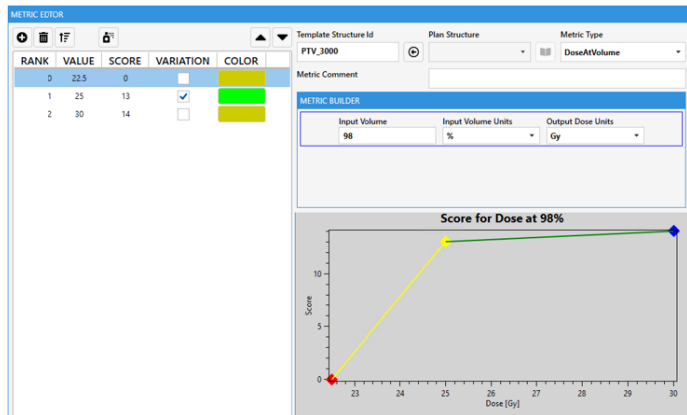 METRIC EDTOR
RANK VALUE SCORE VARIATION COLOR
0 22.5 0
1 25 13
2 30 14
Template Structure Id Plan Structure Metric Type
PTV_3000 DoseAtVolume
Metric Comment
METRIC BUILDER
Input Volume Input Volume Units Output Dose Units
98 % Gy
Score for Dose at 98%
Score
10
5
0
23 24 25 26 27 28 29 30
Dose [Gy]